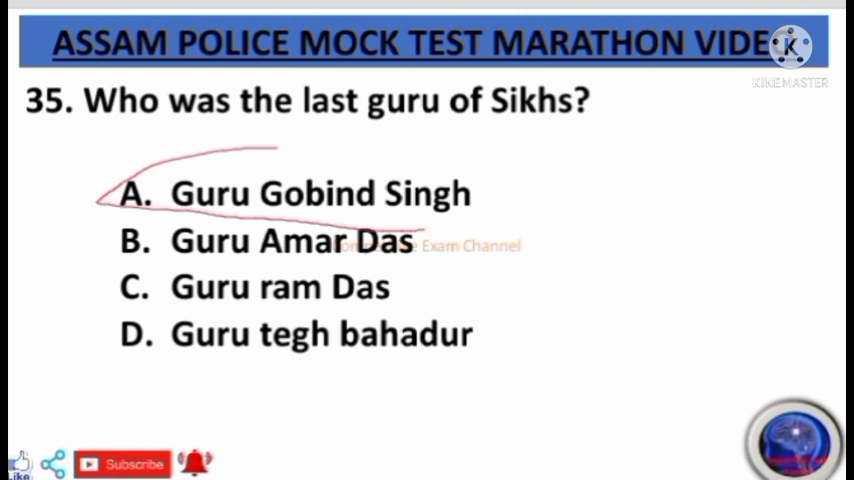 ASSAM POLICE MOCK TEST MARATHON VIDE
KINEMASTER
35. Who was the last guru of Sikhs?
A. Guru Gobind Singh
B. Guru Amar Das
Exam Channel
C. Guru ram Das
D. Guru tegh bahadur
Like
Subscribe